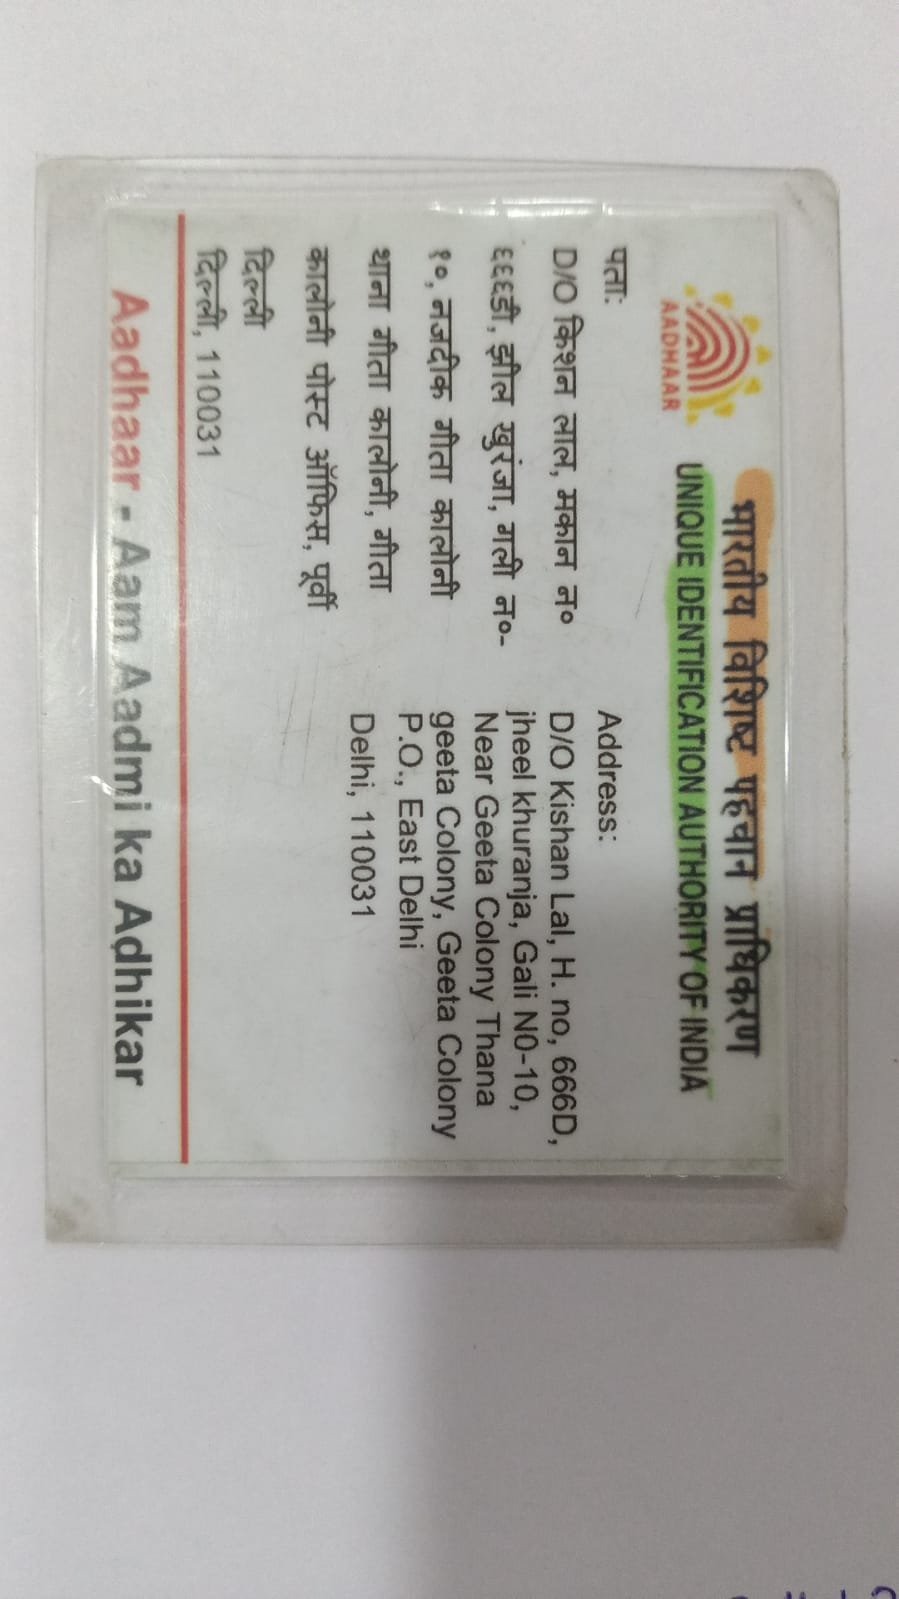 भारतीय विशिष्ट पहचान प्राधिकरण
UNIQUE IDENTIFICATION AUTHORITY OF INDIA
AADHAAR
पता:
D/O किशन लाल, मकान न०
६६६डी, झील खुरंजा, गली न०-
१०, नजदीक गीता कालोनी
थाना गीता कालोनी, गीता
कालोनी पोस्ट ऑफिस, पूर्वी
दिल्ली
दिल्ली, 110031
Address:
D/O Kishan Lal, H. no, 666D,
jheel khuranja, Gali N0-10,
Near Geeta Colony Thana
geeta Colony, Geeta Colony
P.O., East Delhi
Delhi, 110031
Aadhaar - Aam Aadmi ka Adhikar